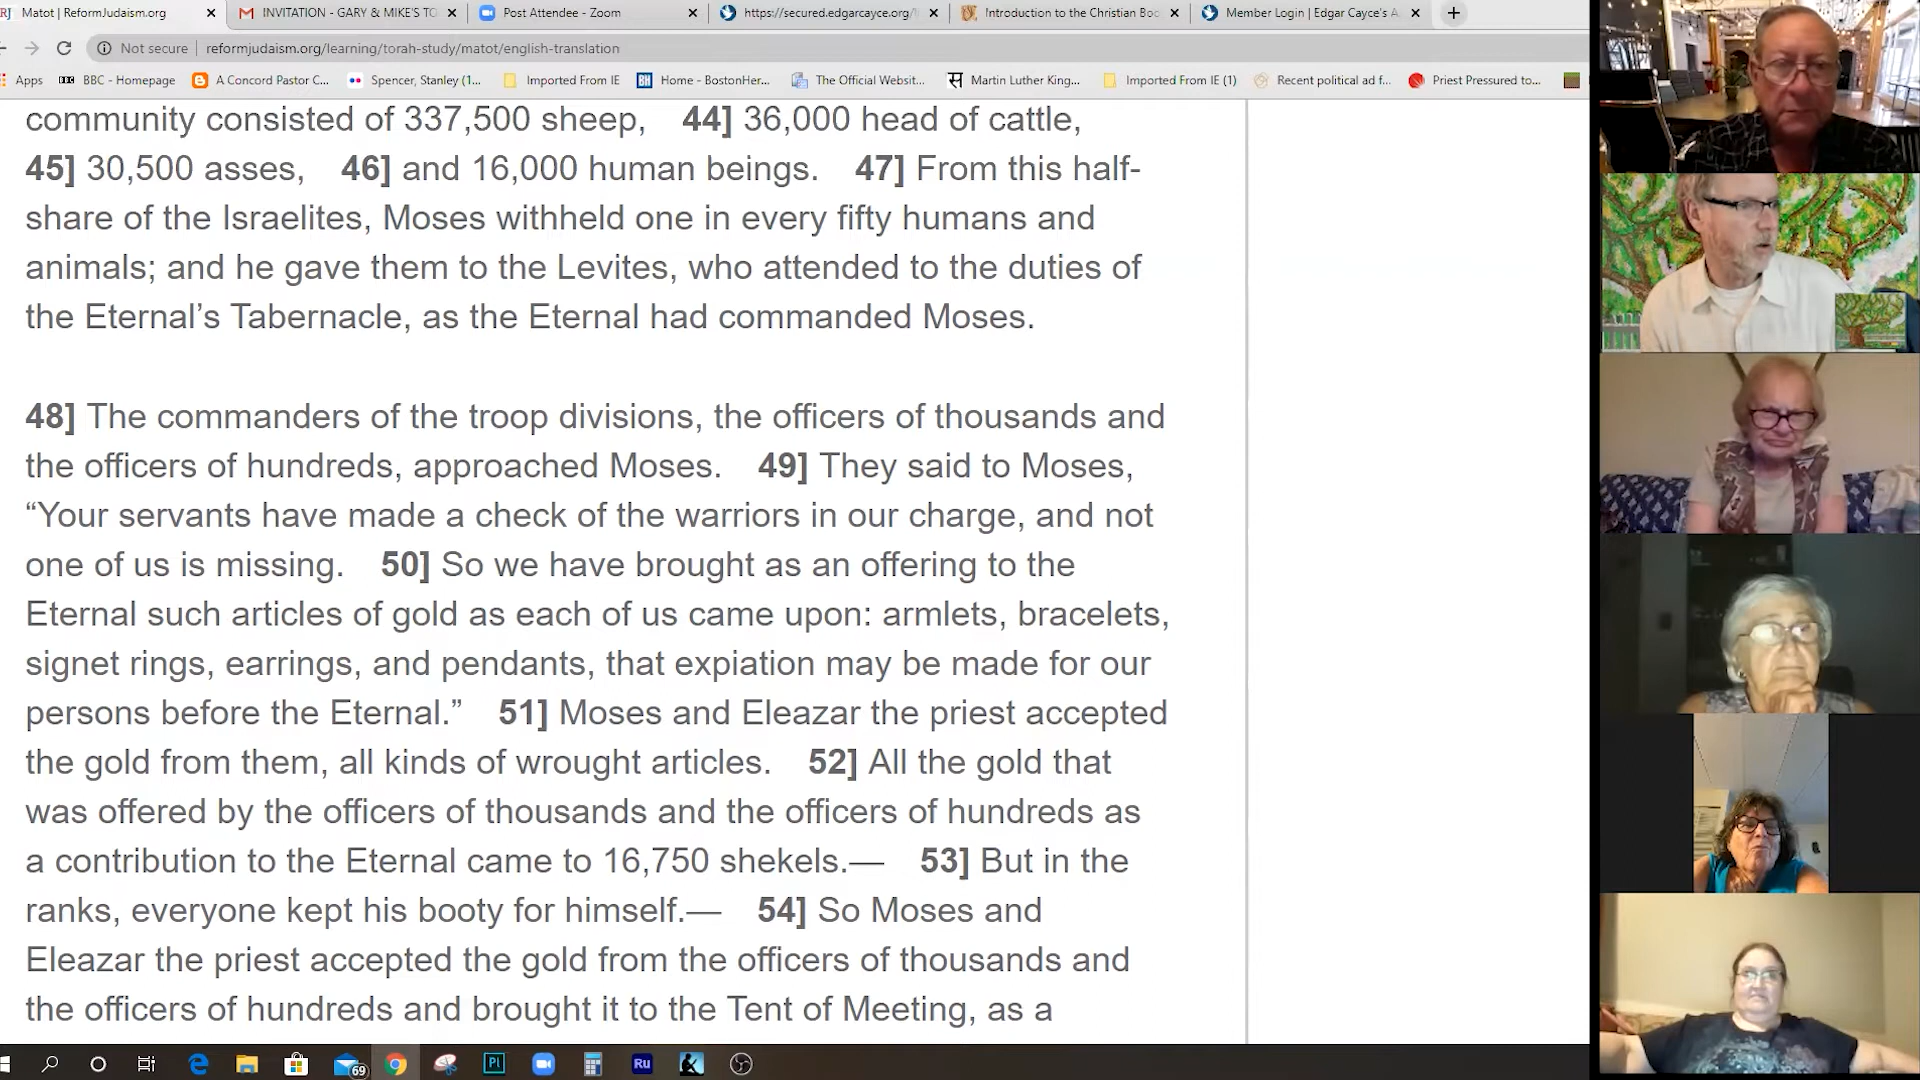 Matot | ReformJudaism.org
INVITATION - GARY & MIKE'S TO
Post Attendee - Zoom
https://secured.edgarcayce.org/
Introduction to the Christian Boo
Member Login | Edgar Cayce's A
Not secure | reformjudaism.org/learning/torah-study/matot/english-translation
Apps
BBC - Homepage
A Concord Pastor C...
Spencer, Stanley (1...
Imported From IE
Home - BostonHer...
The Official Websit...
Martin Luther King...
Imported From IE (1)
Recent political ad f...
Priest Pressured to...
community consisted of 337,500 sheep, 44] 36,000 head of cattle,
45] 30,500 asses, 46] and 16,000 human beings. 47] From this half-
share of the Israelites, Moses withheld one in every fifty humans and
animals; and he gave them to the Levites, who attended to the duties of
the Eternal’s Tabernacle, as the Eternal had commanded Moses.
48] The commanders of the troop divisions, the officers of thousands and
the officers of hundreds, approached Moses. 49] They said to Moses,
“Your servants have made a check of the warriors in our charge, and not
one of us is missing. 50] So we have brought as an offering to the
Eternal such articles of gold as each of us came upon: armlets, bracelets,
signet rings, earrings, and pendants, that expiation may be made for our
persons before the Eternal.” 51] Moses and Eleazar the priest accepted
the gold from them, all kinds of wrought articles. 52] All the gold that
was offered by the officers of thousands and the officers of hundreds as
a contribution to the Eternal came to 16,750 shekels.— 53] But in the
ranks, everyone kept his booty for himself.— 54] So Moses and
Eleazar the priest accepted the gold from the officers of thousands and
the officers of hundreds and brought it to the Tent of Meeting, as a
69
Pl
Ru